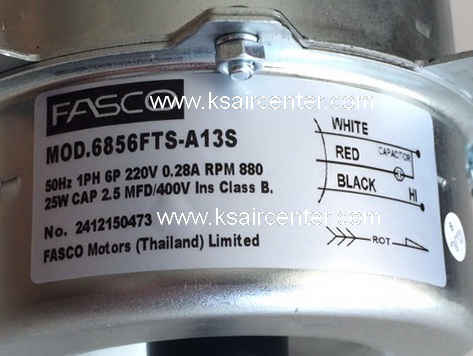 www.ksaircenter.com
FASCO
MOD.6856FTS-A13S
50Hz 1PH 6P 220V 0.28A RPM 880
25W CAP 2.5 MFD/400V Ins Class B.
No. 2412150473
FASCO Motors (Thailand) Limited
WHITE
RED
CAPACITOR
BLACK
HI
ROT
www.ksaircenter.com